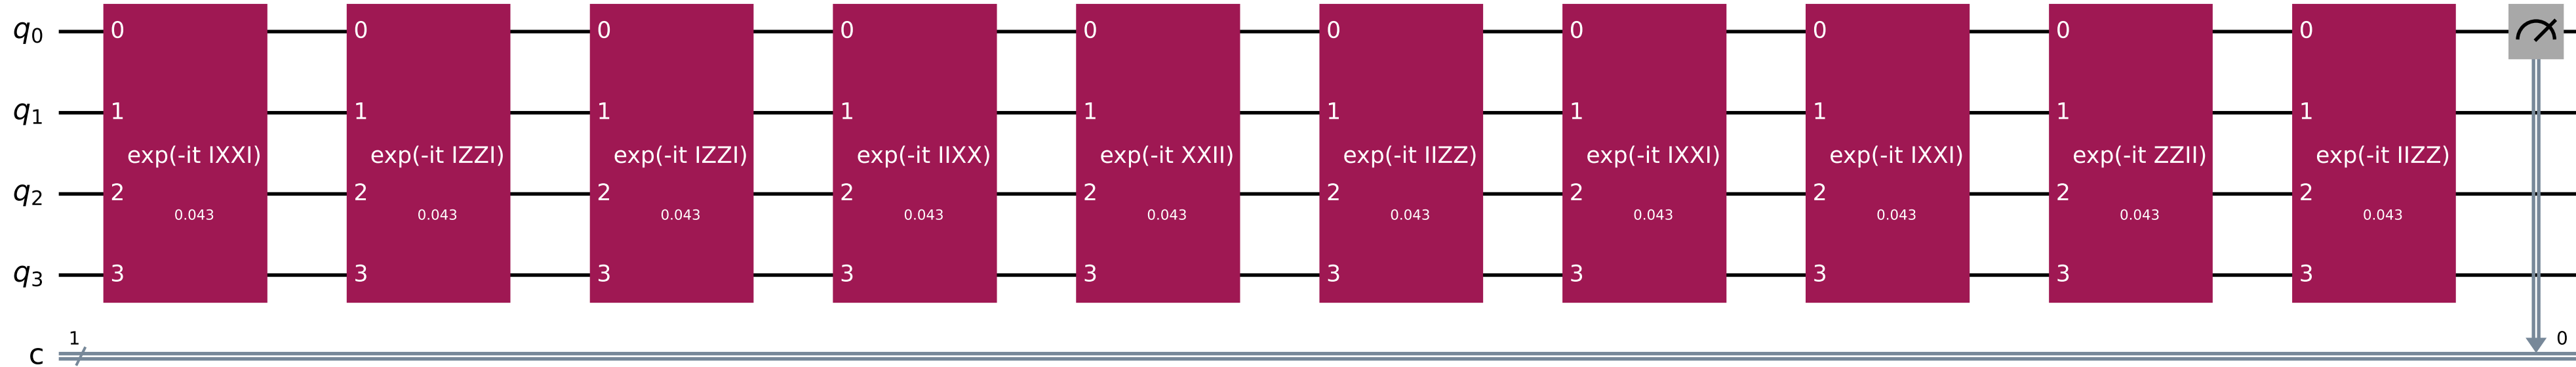 q0 0 0 0 0 0 0 0 0 0 0
q1 1 1 1 1 1 1 1 1 1 1
exp(-it IXXI) exp(-it IZZI) exp(-it IZZI) exp(-it IIXX) exp(-it XXII) exp(-it IIZZ) exp(-it IXXI) exp(-it IXXI) exp(-it ZZII) exp(-it IIZZ)
q2 2 2 2 2 2 2 2 2 2 2
0.043 0.043 0.043 0.043 0.043 0.043 0.043 0.043 0.043 0.043
q3 3 3 3 3 3 3 3 3 3 3
1 0
c